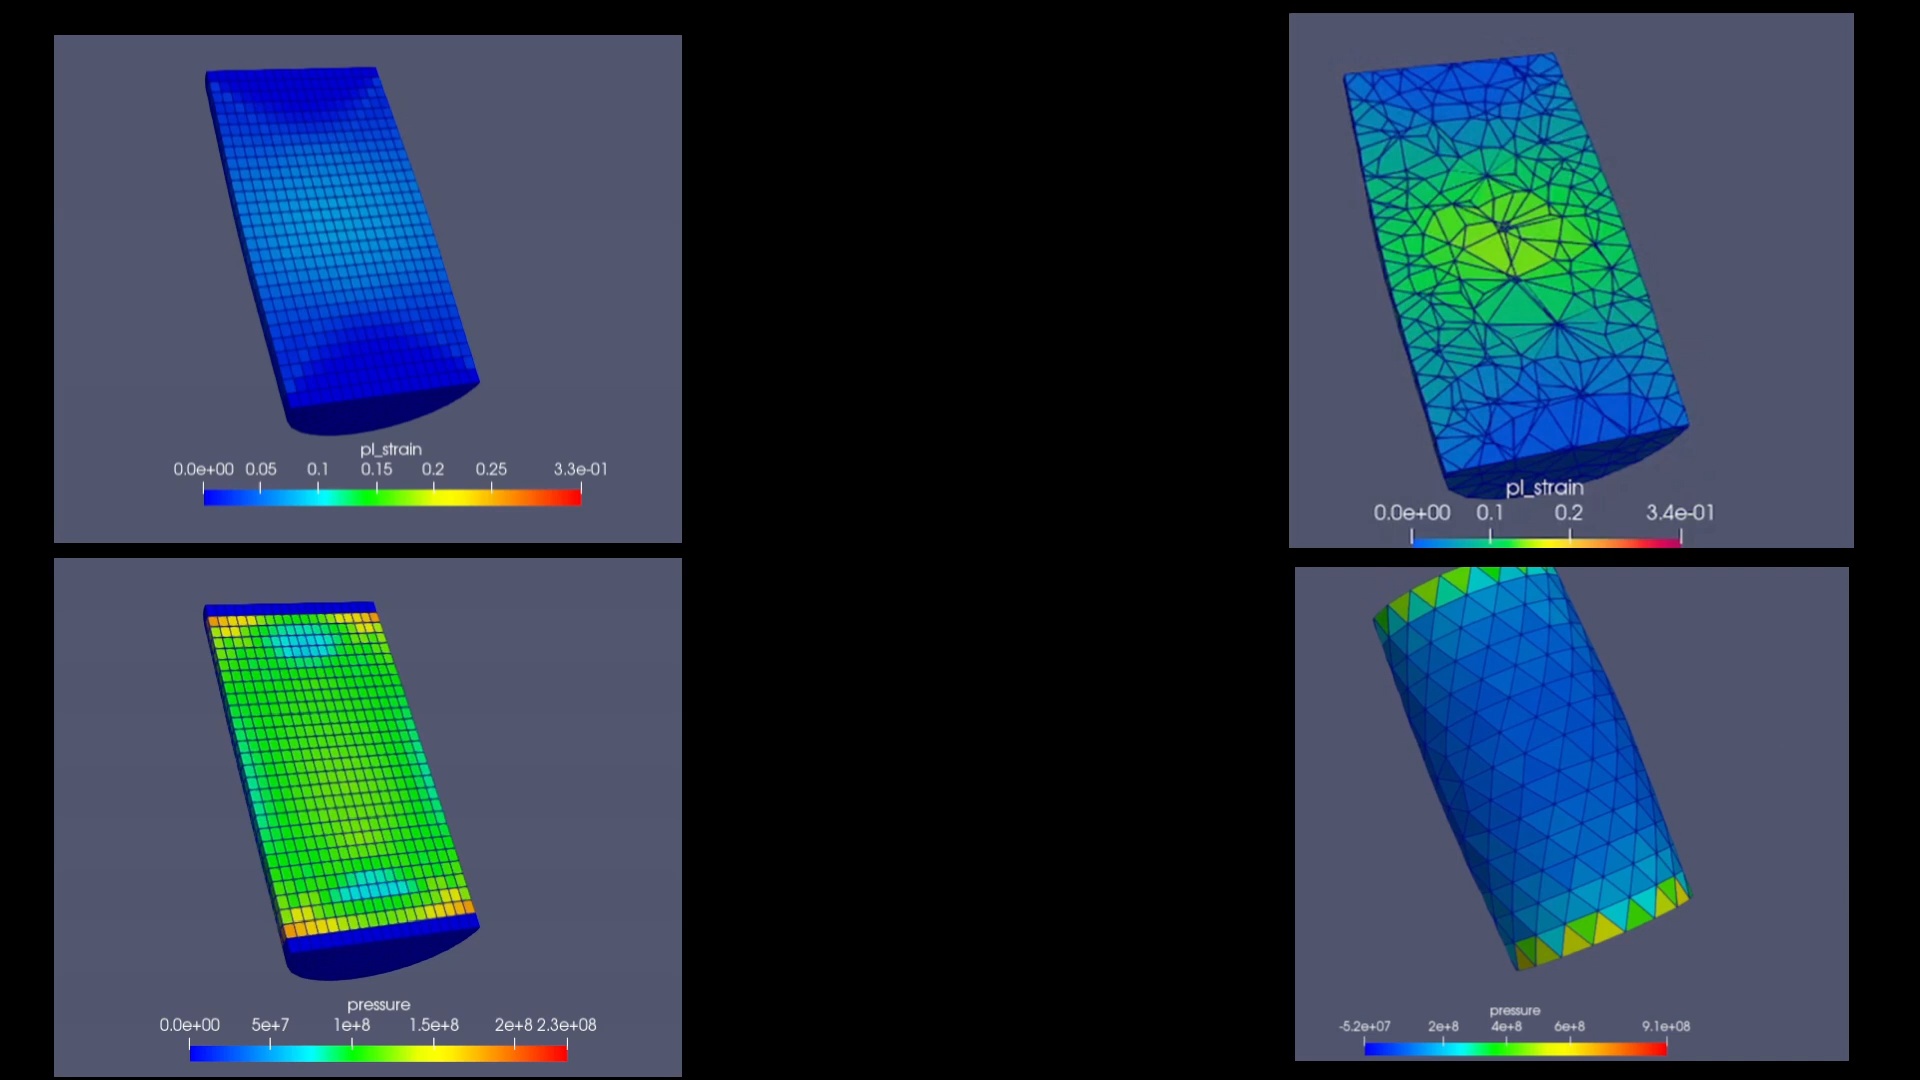 pl_strain
0.0e+00 0.05 0.1 0.15 0.2 0.25 3.3e-01
pl_strain
0.0e+00 0.1 0.2 3.4e-01
pressure
0.0e+00 5e+7 1e+8 1.5e+8 2e+8 2.3e+08
pressure
-5.2e+07 2e+8 4e+8 6e+8 9.1e+08